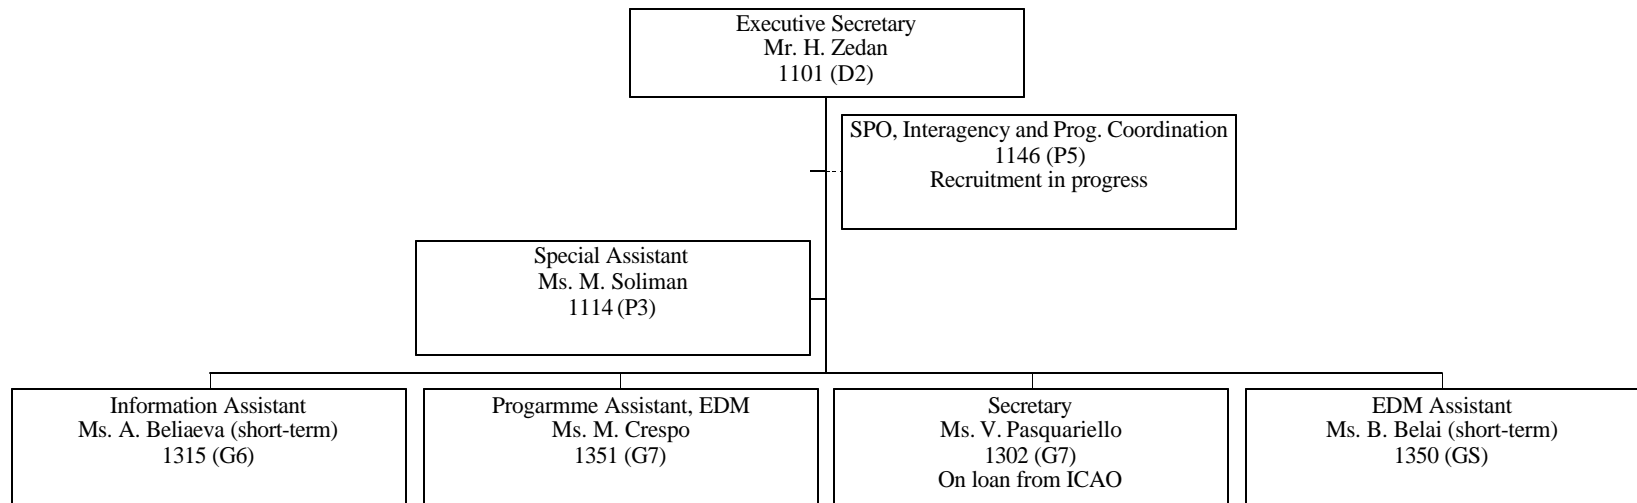 Executive Secretary
Mr. H. Zedan
1101 (D2)
SPO, Interagency and Prog. Coordination
1146 (P5)
Recruitment in progress
Special Assistant
Ms. M. Soliman
1114 (P3)
Information Assistant
Ms. A. Beliaeva (short-term)
1315 (G6)
Progarmme Assistant, EDM
Ms. M. Crespo
1351 (G7)
Secretary
Ms. V. Pasquariello
1302 (G7)
On loan from ICAO
EDM Assistant
Ms. B. Belai (short-term)
1350 (GS)